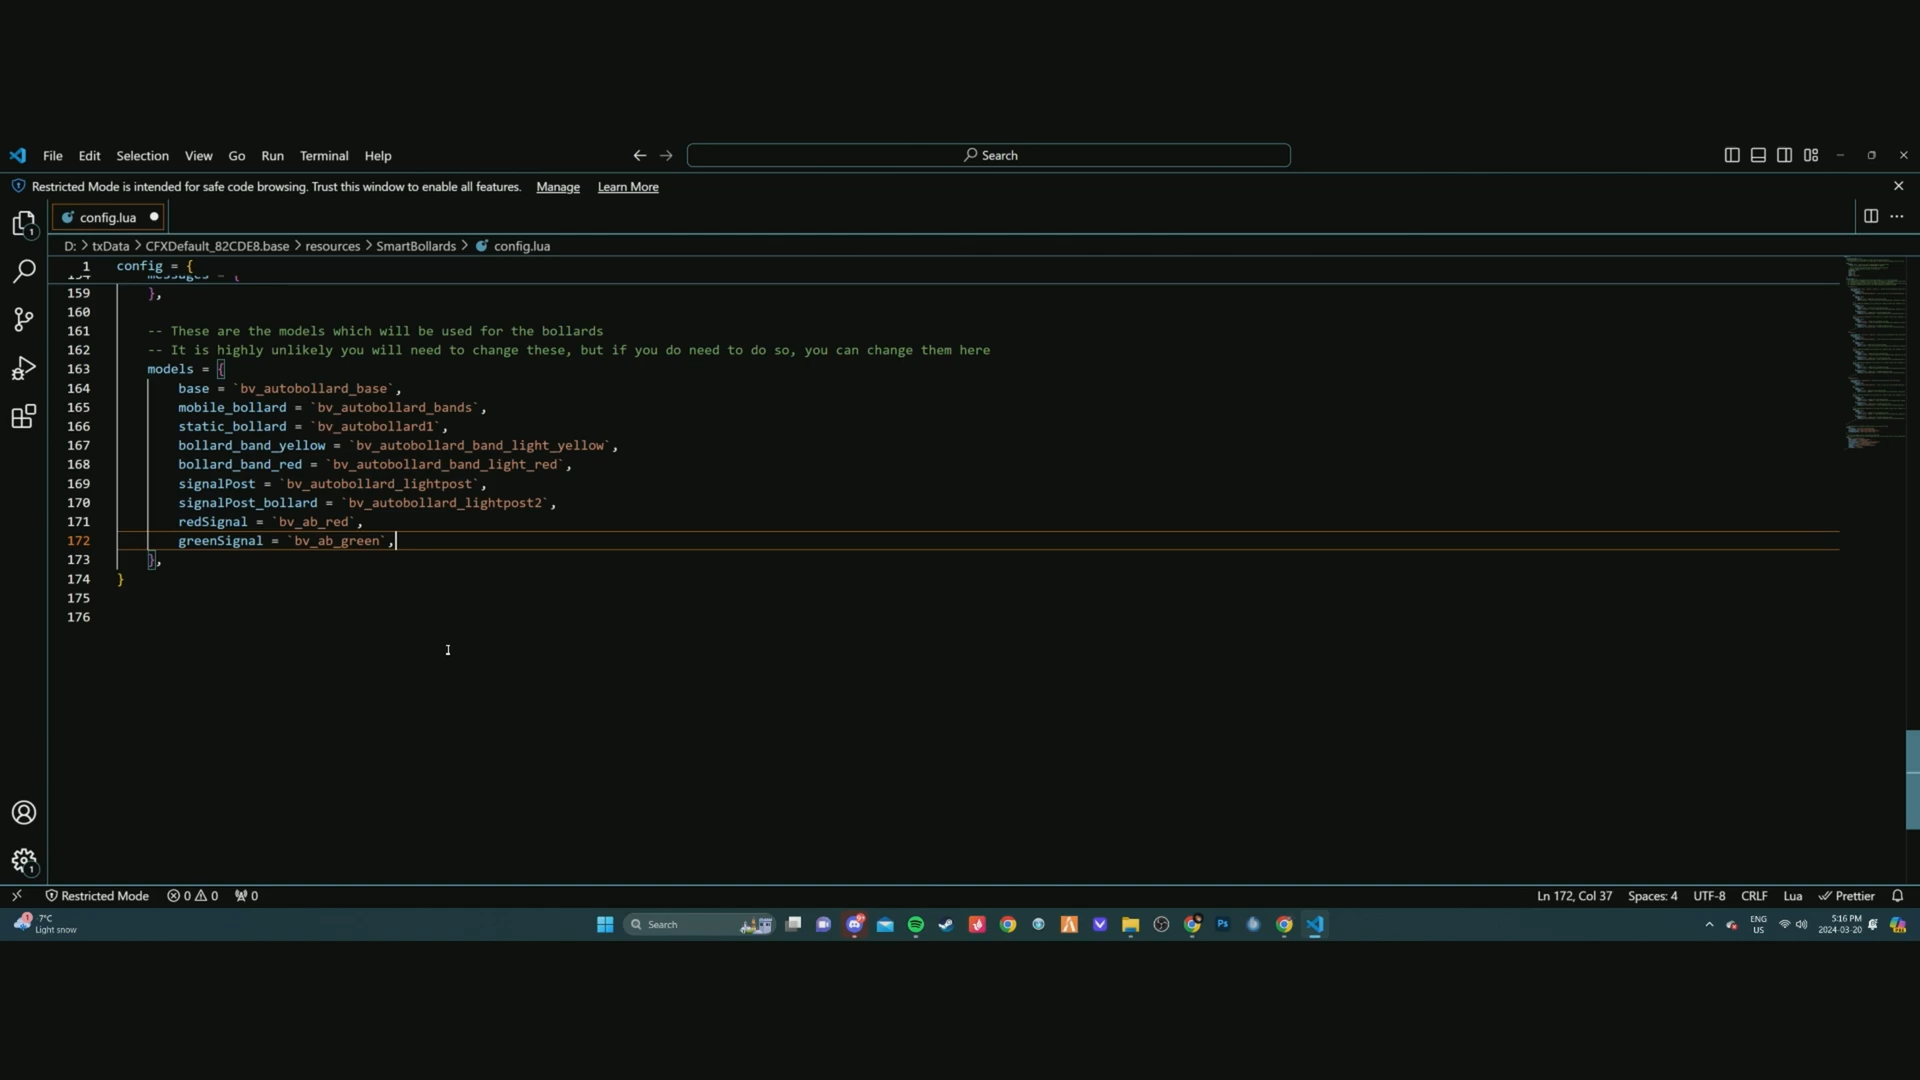 File Edit Selection View Go Run Terminal Help
Search
Restricted Mode is intended for safe code browsing. Trust this window to enable all features. Manage Learn More
1
config.lua
D: > txData > CFXDefault_82CDE8.base > resources > SmartBollards > config.lua
1 config = {
154 messages = {
159 },
160
161 -- These are the models which will be used for the bollards
162 -- It is highly unlikely you will need to change these, but if you do need to do so, you can change them here
163 models = {
164 base = `bv_autobollard_base`,
165 mobile_bollard = `bv_autobollard_bands`,
166 static_bollard = `bv_autobollard1`,
167 bollard_band_yellow = `bv_autobollard_band_light_yellow`,
168 bollard_band_red = `bv_autobollard_band_light_red`,
169 signalPost = `bv_autobollard_lightpost`,
170 signalPost_bollard = `bv_autobollard_lightpost2`,
171 redSignal = `bv_ab_red`,
172 greenSignal = `bv_ab_green`,
173 },
174 }
175
176
1
Restricted Mode 0 0 0
Ln 172, Col 37 Spaces: 4 UTF-8 CRLF Lua Prettier
1 7°C
Light snow
Search
Ps
ENG
US
5:16 PM
2024-03-20